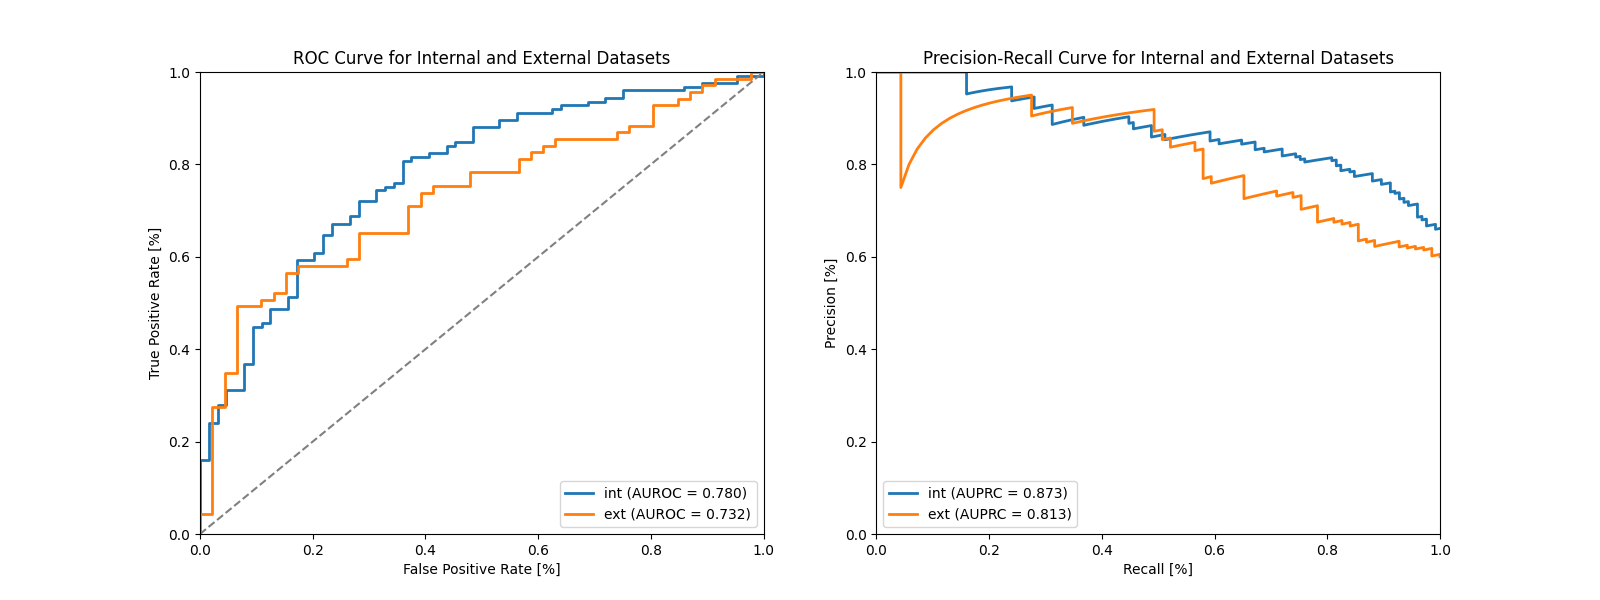 ROC Curve for Internal and External Datasets
1.0
0.8
0.6
0.4
0.2
0.0
True Positive Rate [%]
0.0 0.2 0.4 0.6 0.8 1.0
False Positive Rate [%]
int (AUROC = 0.780)
ext (AUROC = 0.732)
Precision-Recall Curve for Internal and External Datasets
1.0
0.8
0.6
0.4
0.2
0.0
Precision [%]
0.0 0.2 0.4 0.6 0.8 1.0
Recall [%]
int (AUPRC = 0.873)
ext (AUPRC = 0.813)